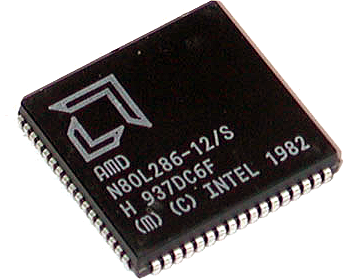 AMD
N80L286-12/S
H 937DC6F
(m) (C) INTEL 1982